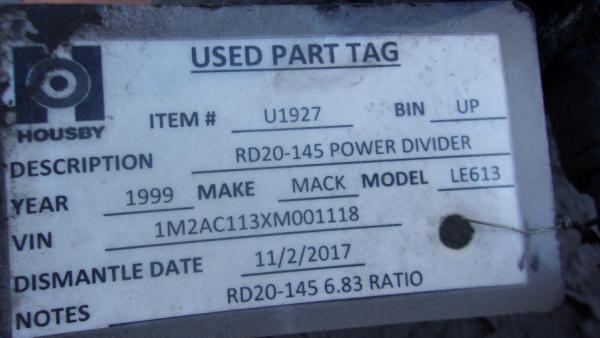 USED PART TAG
HOUSBY
ITEM # U1927 BIN UP
DESCRIPTION RD20-145 POWER DIVIDER
YEAR 1999 MAKE MACK MODEL LE613
VIN 1M2AC113XM001118
DISMANTLE DATE 11/2/2017
NOTES RD20-145 6.83 RATIO